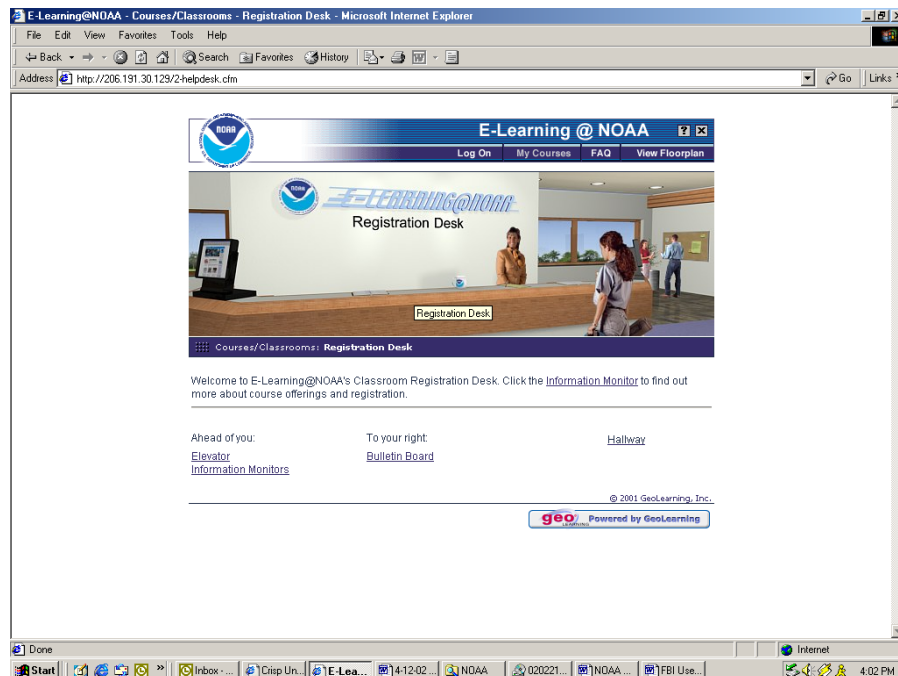 E-Learning@NOAA - Courses/Classrooms - Registration Desk - Microsoft Internet Explorer
File Edit View Favorites Tools Help
Back Search Favorites History
Address http://206.191.30.129/2-helpdesk.cfm Go Links
NOAA
E-Learning @ NOAA
Log On My Courses FAQ View Floorplan
E-LEARNING@NOAA
Registration Desk
Registration Desk
Courses/Classrooms: Registration Desk
Welcome to E-Learning@NOAA's Classroom Registration Desk. Click the Information Monitor to find out
more about course offerings and registration.
Ahead of you: To your right: Hallway
Elevator Bulletin Board
Information Monitors
© 2001 GeoLearning, Inc.
geo LEARNING Powered by GeoLearning
Done Internet
Start Inbox - ... Crisp Un... E-Lea... 4-12-02 ... NOAA 020221... NOAA ... FBI Use... 4:02 PM